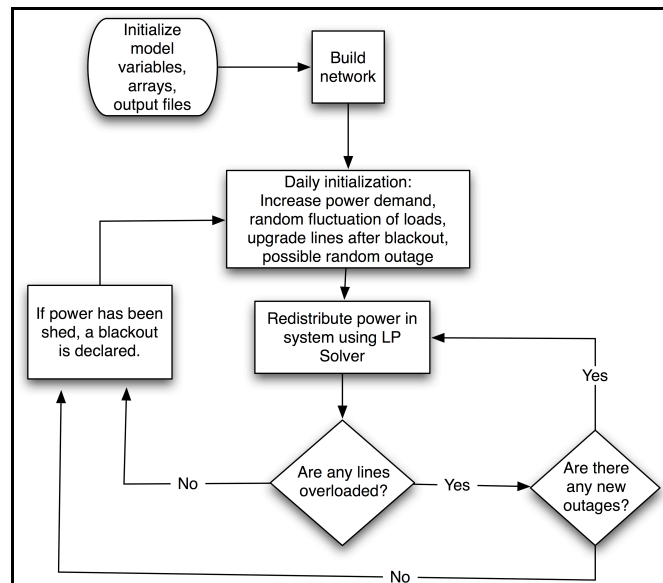 Initialize
model
variables,
arrays,
output files
Build
network
Daily initialization:
Increase power demand,
random fluctuation of loads,
upgrade lines after blackout,
possible random outage
If power has been
shed, a blackout
is declared.
Redistribute power in
system using LP
Solver
Yes
Are any lines
overloaded?
No
Yes
Are there
any new
outages?
No